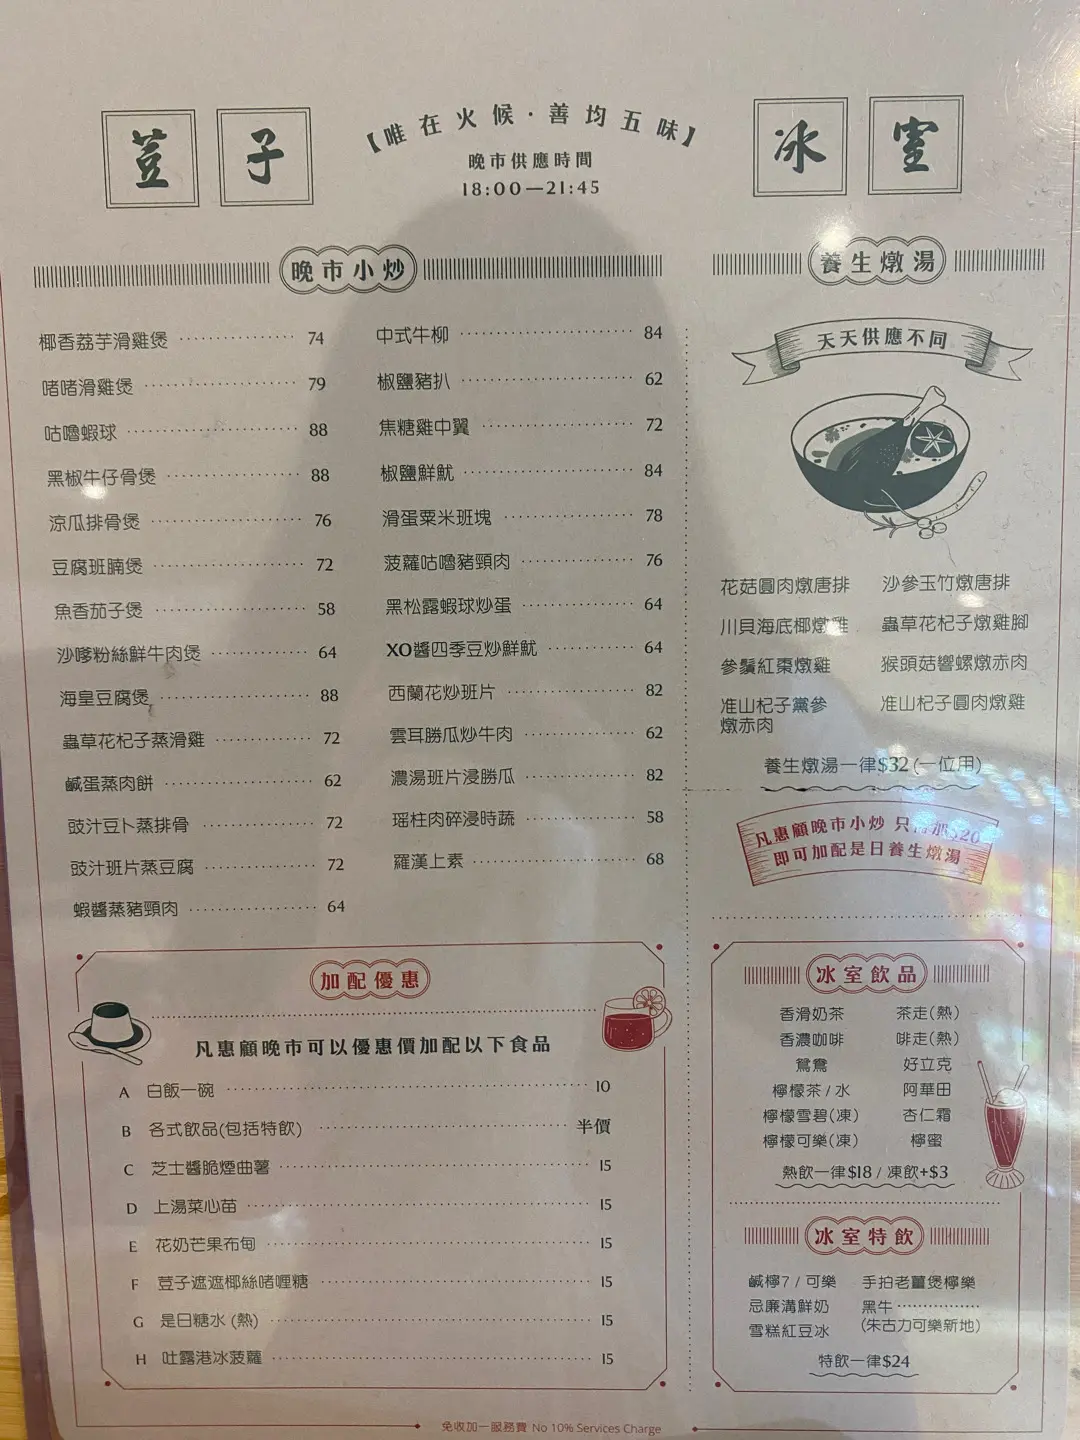 荳子冰室
【唯在火候·善均五味】
晚市供應時間
18:00—21:45
晚市小炒
椰香荔芋滑雞煲 74
啫啫滑雞煲 79
咕嚕蝦球 88
黑椒牛仔骨煲 88
涼瓜排骨煲 76
豆腐班腩煲 72
魚香茄子煲 58
沙嗲粉絲鮮牛肉煲 64
海皇豆腐煲 88
蟲草花杞子蒸滑雞 72
鹹蛋蒸肉餅 62
豉汁豆卜蒸排骨 72
豉汁班片蒸豆腐 72
蝦醬蒸豬頸肉 64
中式牛柳 84
椒鹽豬扒 62
焦糖雞中翼 72
椒鹽鮮魷 84
滑蛋粟米班塊 78
菠蘿咕嚕豬頸肉 76
黑松露蝦球炒蛋 64
XO醬四季豆炒鮮魷 64
西蘭花炒班片 82
雲耳勝瓜炒牛肉 62
濃湯班片浸勝瓜 82
瑶柱肉碎浸時蔬 58
羅漢上素 68
養生燉湯
天天供應不同
花菇圓肉燉唐排
沙參玉竹燉唐排
川貝海底椰燉雞
蟲草花杞子燉雞腳
參鬚紅棗燉雞
猴頭菇響螺燉赤肉
准山杞子黨參
燉赤肉
准山杞子圓肉燉雞
養生燉湯一律$32(一位用)
凡惠顧晚市小炒 只需加$20
即可加配是日養生燉湯
加配優惠
凡惠顧晚市可以優惠價加配以下食品
A 白飯一碗 10
B 各式飲品(包括特飲) 半價
C 芝士醬脆煙曲薯 15
D 上湯菜心苗 15
E 花奶芒果布甸 15
F 荳子遮遮椰絲啫喱糖 15
G 是日糖水 (熱) 15
H 吐露港冰菠蘿 15
冰室飲品
香滑奶茶 茶走(熱)
香濃咖啡 啡走(熱)
鴛鴦 好立克
檸檬茶 / 水 阿華田
檸檬雪碧(凍) 杏仁霜
檸檬可樂(凍) 檸蜜
熱飲一律$18 / 凍飲+$3
冰室特飲
鹹檸7 / 可樂
手拍老薑煲檸樂
忌廉溝鮮奶
黑牛
雪糕紅豆冰
(朱古力可樂新地)
特飲一律$24
免收加一服務費 No 10% Services Charge